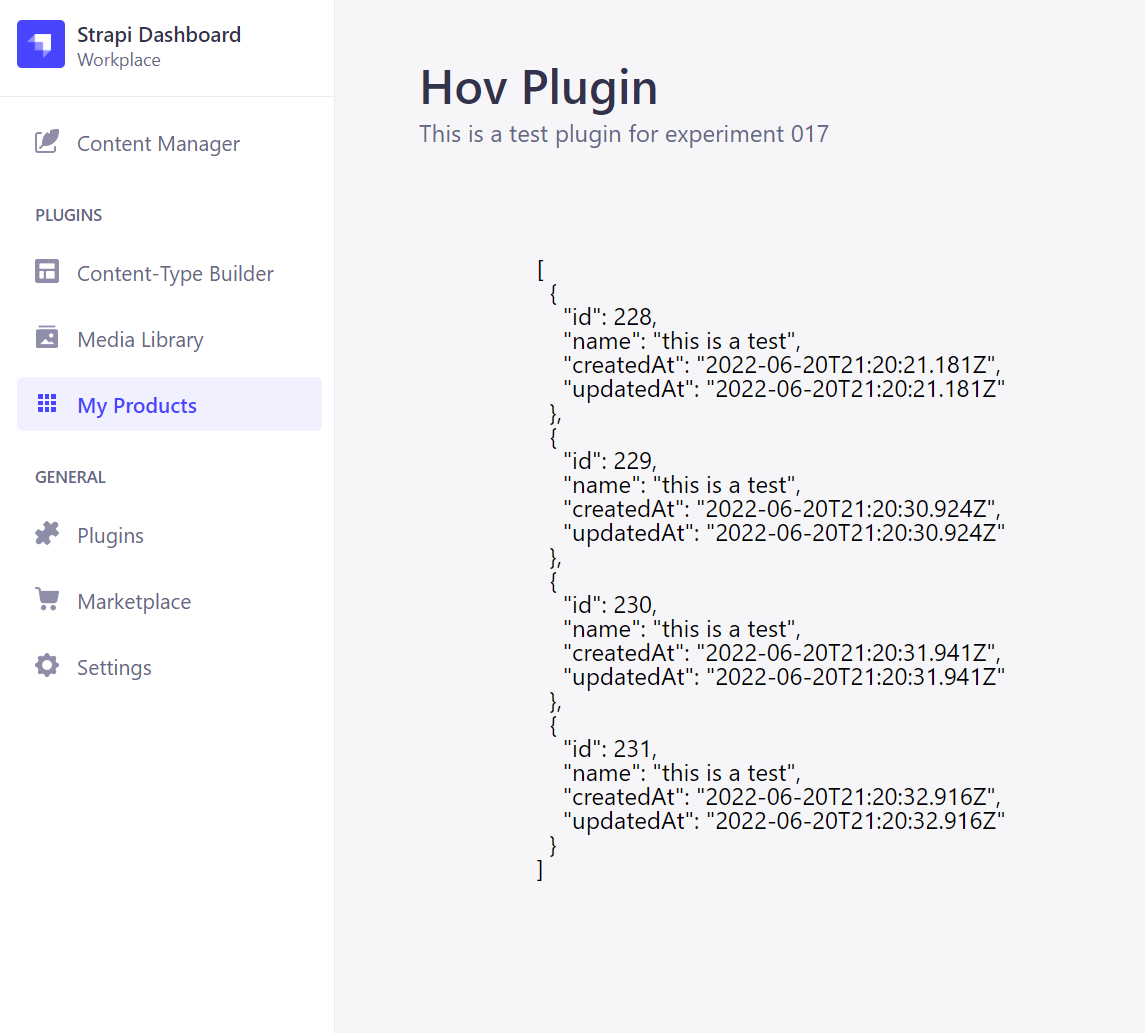 Strapi Dashboard
Workplace
Content Manager
PLUGINS
Content-Type Builder
Media Library
My Products
GENERAL
Plugins
Marketplace
Settings
Hov Plugin
This is a test plugin for experiment 017
[
{
"id": 228,
"name": "this is a test",
"createdAt": "2022-06-20T21:20:21.181Z",
"updatedAt": "2022-06-20T21:20:21.181Z"
},
{
"id": 229,
"name": "this is a test",
"createdAt": "2022-06-20T21:20:30.924Z",
"updatedAt": "2022-06-20T21:20:30.924Z"
},
{
"id": 230,
"name": "this is a test",
"createdAt": "2022-06-20T21:20:31.941Z",
"updatedAt": "2022-06-20T21:20:31.941Z"
},
{
"id": 231,
"name": "this is a test",
"createdAt": "2022-06-20T21:20:32.916Z",
"updatedAt": "2022-06-20T21:20:32.916Z"
}
]